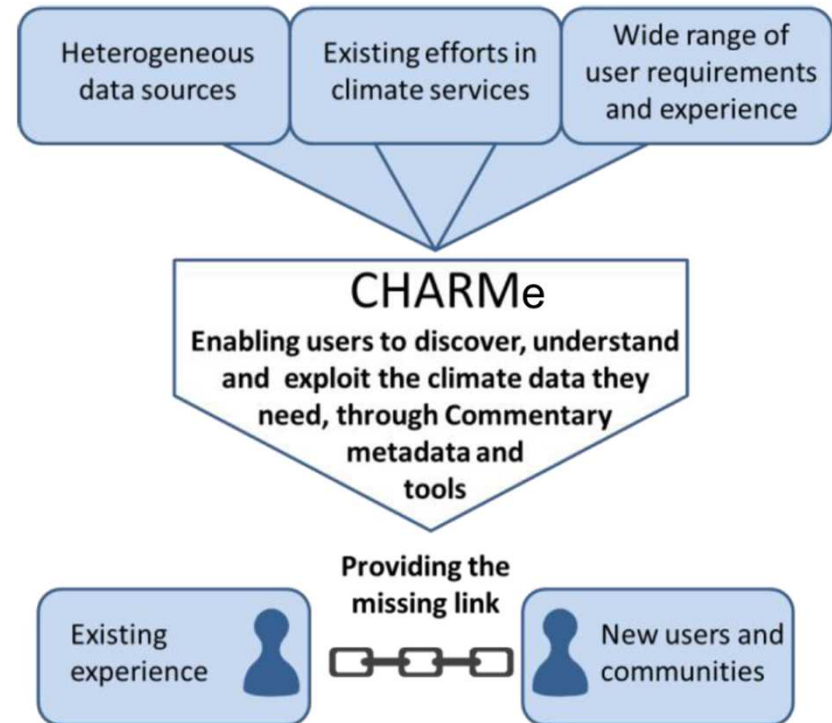 Heterogeneous
data sources
Existing efforts in
climate services
Wide range of
user requirements
and experience
CHARMe
Enabling users to discover, understand
and exploit the climate data they
need, through Commentary
metadata and
tools
Providing the
missing link
Existing
experience
New users and
communities